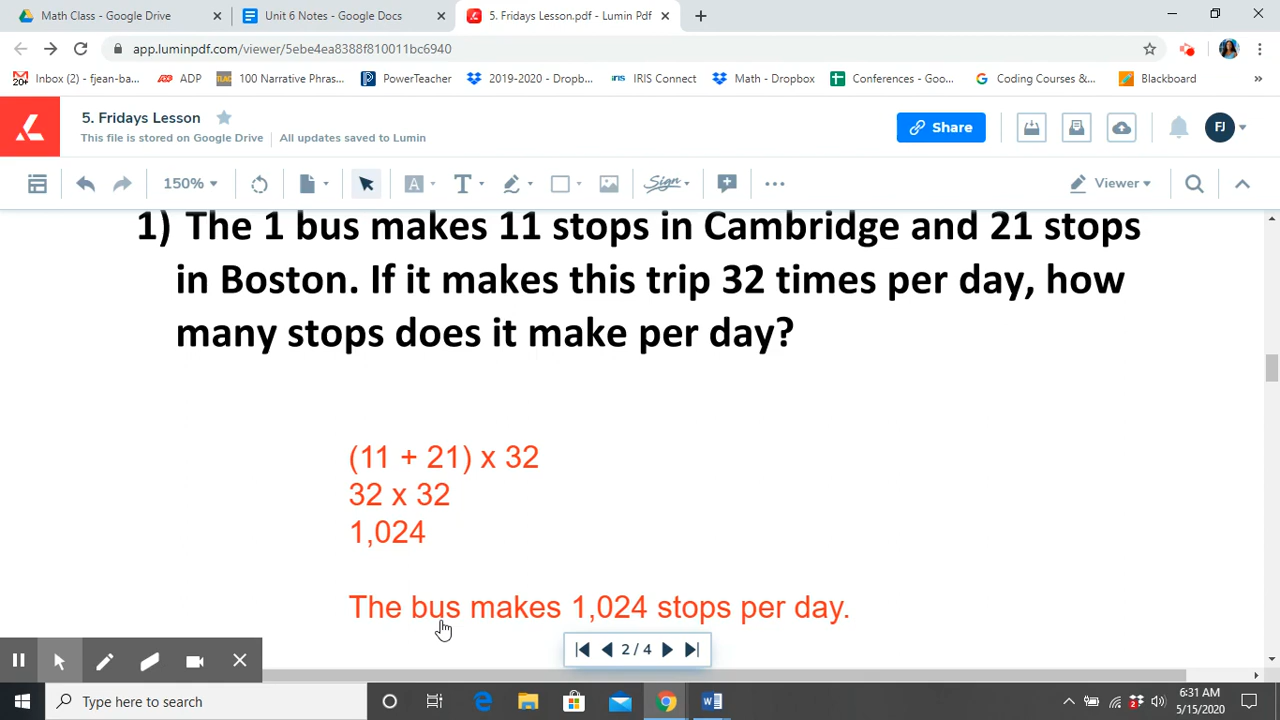 Math Class - Google Drive
Unit 6 Notes - Google Docs
5. Fridays Lesson.pdf - Lumin Pdf
app.luminpdf.com/viewer/5ebe4ea8388f810011bc6940
20+
Inbox (2) - fjean-ba...
ADP
TLAC
100 Narrative Phras...
PowerTeacher
2019-2020 - Dropb...
iris
IRIS Connect
Math - Dropbox
Conferences - Goo...
Coding Courses &...
Blackboard
»
5. Fridays Lesson
This file is stored on Google Drive
All updates saved to Lumin
Share
FJ
150%
A
T
Sign
...
Viewer
1) The 1 bus makes 11 stops in Cambridge and 21 stops
in Boston. If it makes this trip 32 times per day, how
many stops does it make per day?
(11 + 21) x 32
32 x 32
1,024
The bus makes 1,024 stops per day.
2 / 4
Type here to search
6:31 AM
5/15/2020